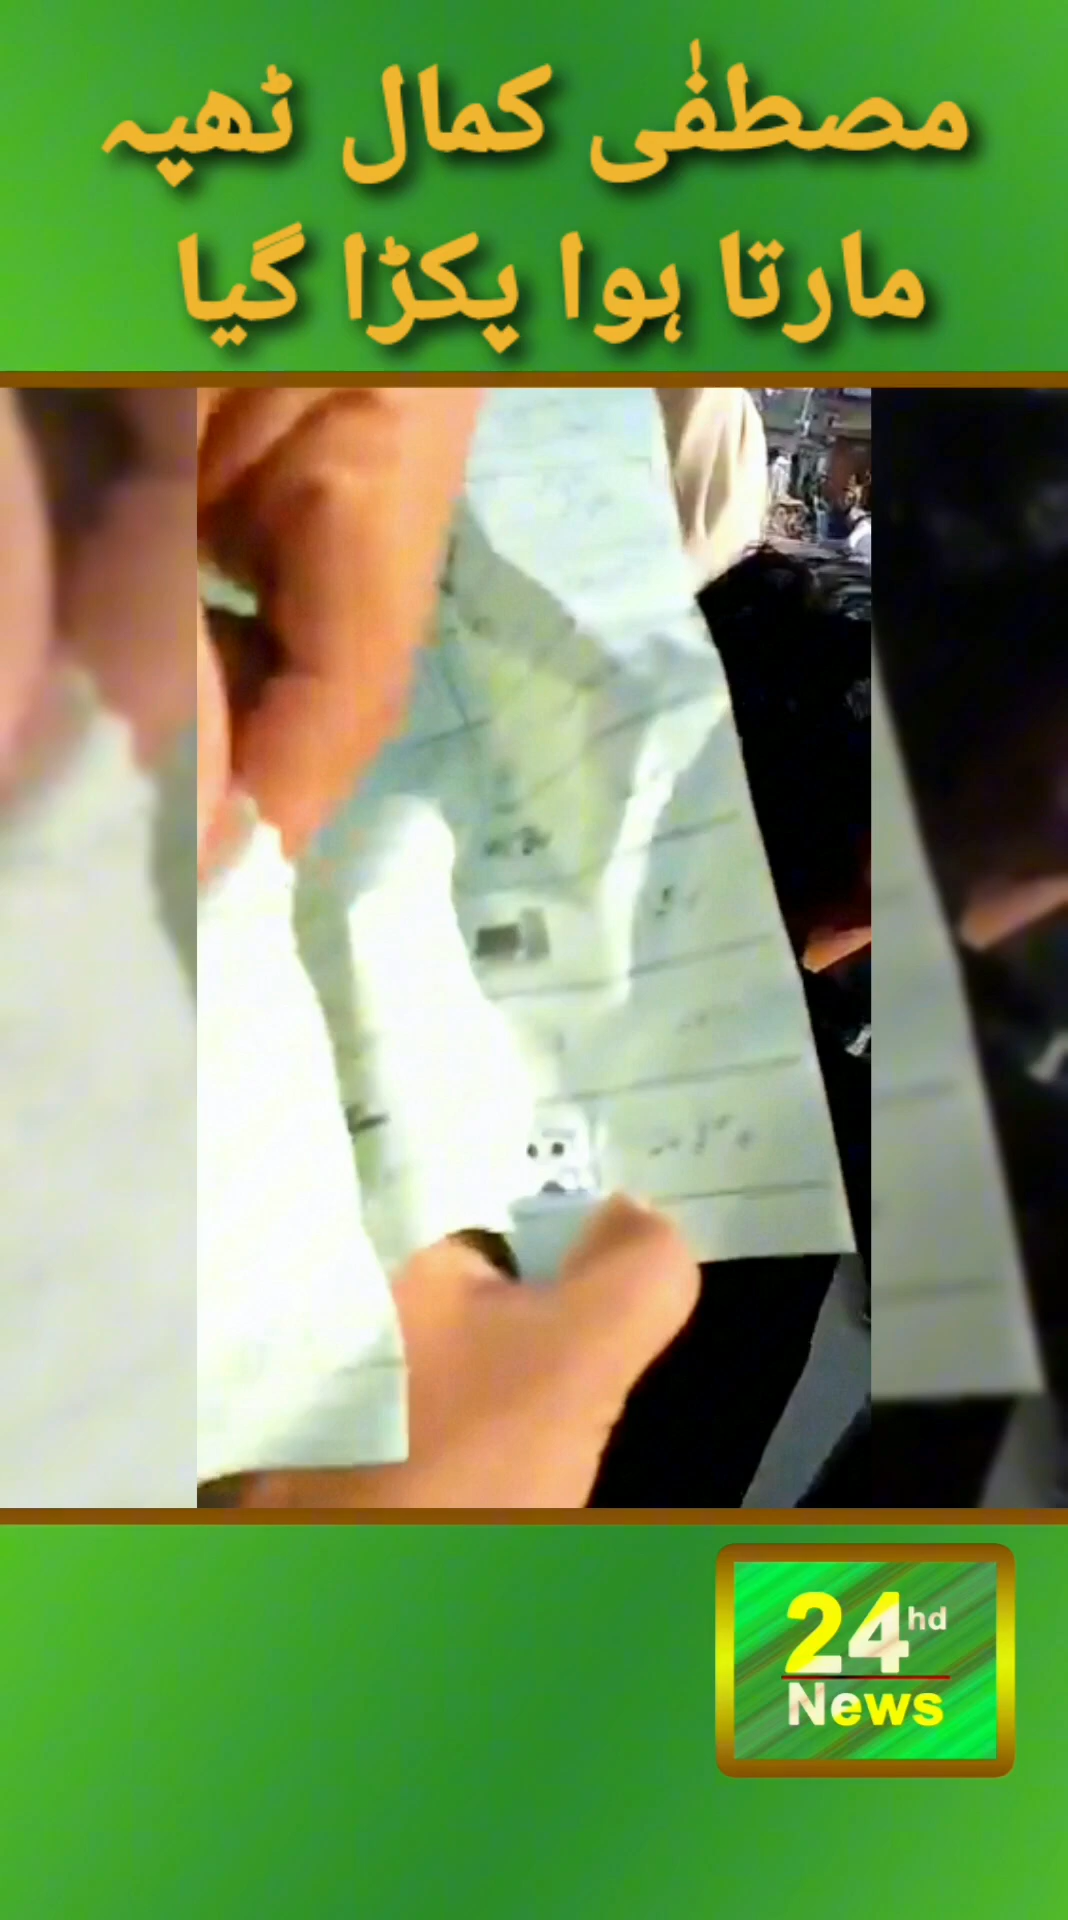 مصطفٰی کمال ٹھپہ
مارتا ہوا پکڑا گیا
24hd
News